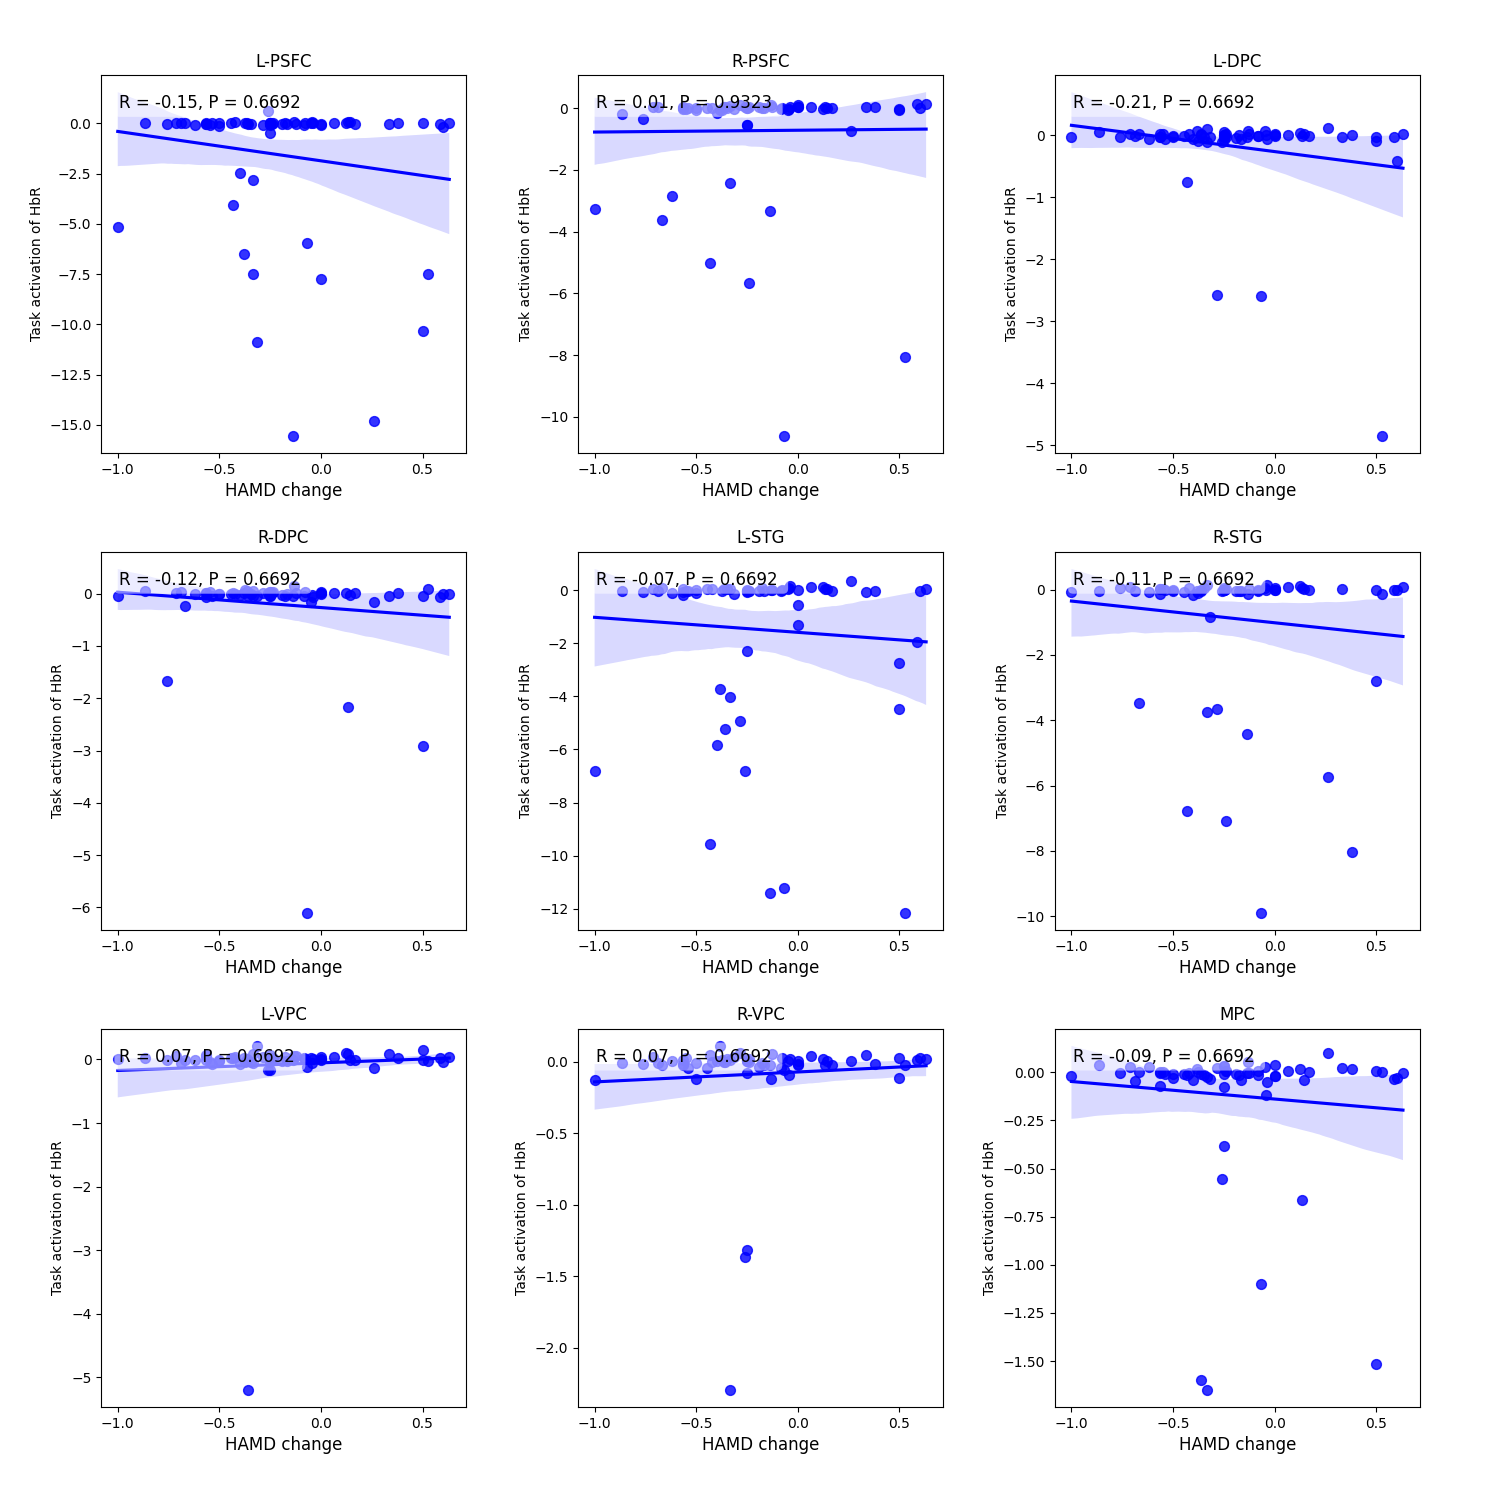 L-PSFC
R = -0.15, P = 0.6692
0.0
−2.5
−5.0
−7.5
−10.0
−12.5
−15.0
Task activation of HbR
−1.0 −0.5 0.0 0.5
HAMD change
R-PSFC
R = 0.01, P = 0.9323
0
−2
−4
−6
−8
−10
Task activation of HbR
−1.0 −0.5 0.0 0.5
HAMD change
L-DPC
R = -0.21, P = 0.6692
0
−1
−2
−3
−4
−5
Task activation of HbR
−1.0 −0.5 0.0 0.5
HAMD change
R-DPC
R = -0.12, P = 0.6692
0
−1
−2
−3
−4
−5
−6
Task activation of HbR
−1.0 −0.5 0.0 0.5
HAMD change
L-STG
R = -0.07, P = 0.6692
0
−2
−4
−6
−8
−10
−12
Task activation of HbR
−1.0 −0.5 0.0 0.5
HAMD change
R-STG
R = -0.11, P = 0.6692
0
−2
−4
−6
−8
−10
Task activation of HbR
−1.0 −0.5 0.0 0.5
HAMD change
L-VPC
R = 0.07, P = 0.6692
0
−1
−2
−3
−4
−5
Task activation of HbR
−1.0 −0.5 0.0 0.5
HAMD change
R-VPC
R = 0.07, P = 0.6692
0.0
−0.5
−1.0
−1.5
−2.0
Task activation of HbR
−1.0 −0.5 0.0 0.5
HAMD change
MPC
R = -0.09, P = 0.6692
0.00
−0.25
−0.50
−0.75
−1.00
−1.25
−1.50
Task activation of HbR
−1.0 −0.5 0.0 0.5
HAMD change